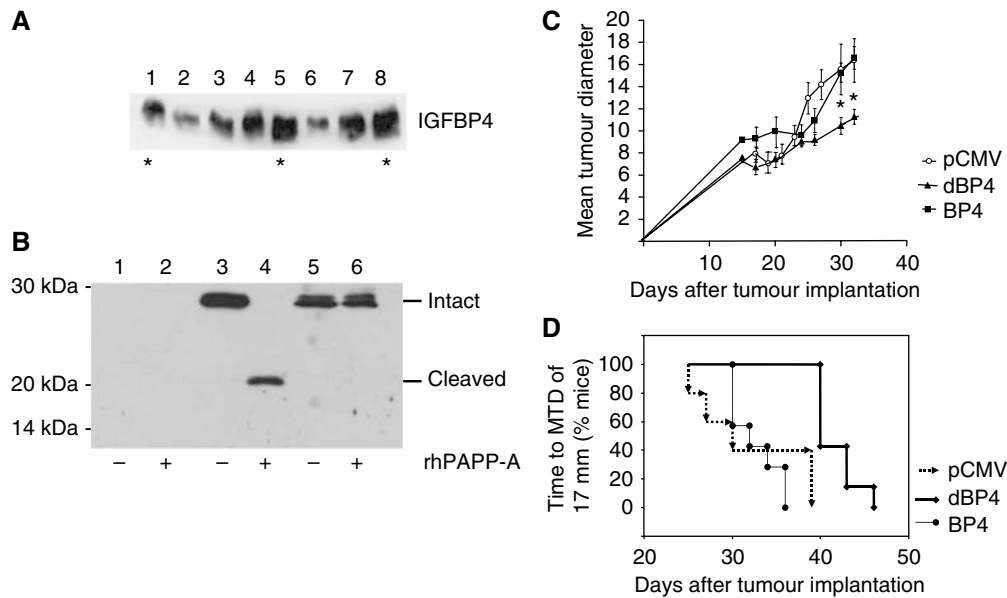 A
1 2 3 4 5 6 7 8
IGFBP4
* * *
B
1 2 3 4 5 6
30 kDa
Intact
20 kDa
Cleaved
14 kDa
– + – + – + rhPAPP-A
C
Mean tumour diameter
20
18
16
14
12
10
8
6
4
2
* *
10 20 30 40
Days after tumour implantation
pCMV
dBP4
BP4
D
Time to MTD of
17 mm (% mice)
100
80
60
40
20
0
20 30 40 50
Days after tumour implantation
pCMV
dBP4
BP4